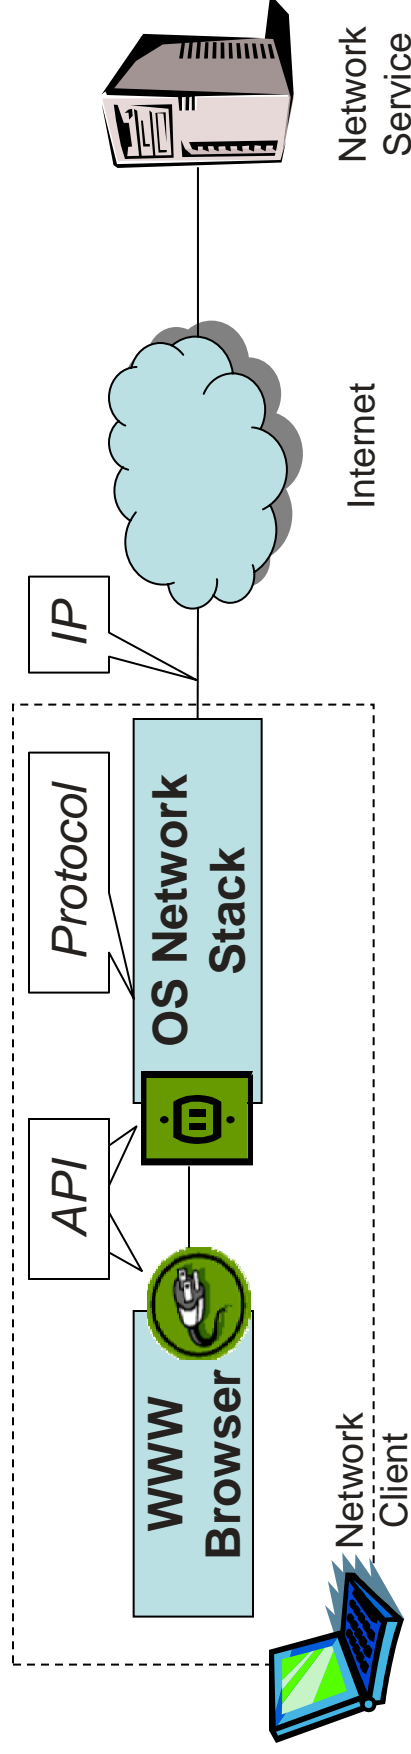 API
Protocol
IP
WWW
Browser
OS Network
Stack
Network
Client
Internet
Network
Service